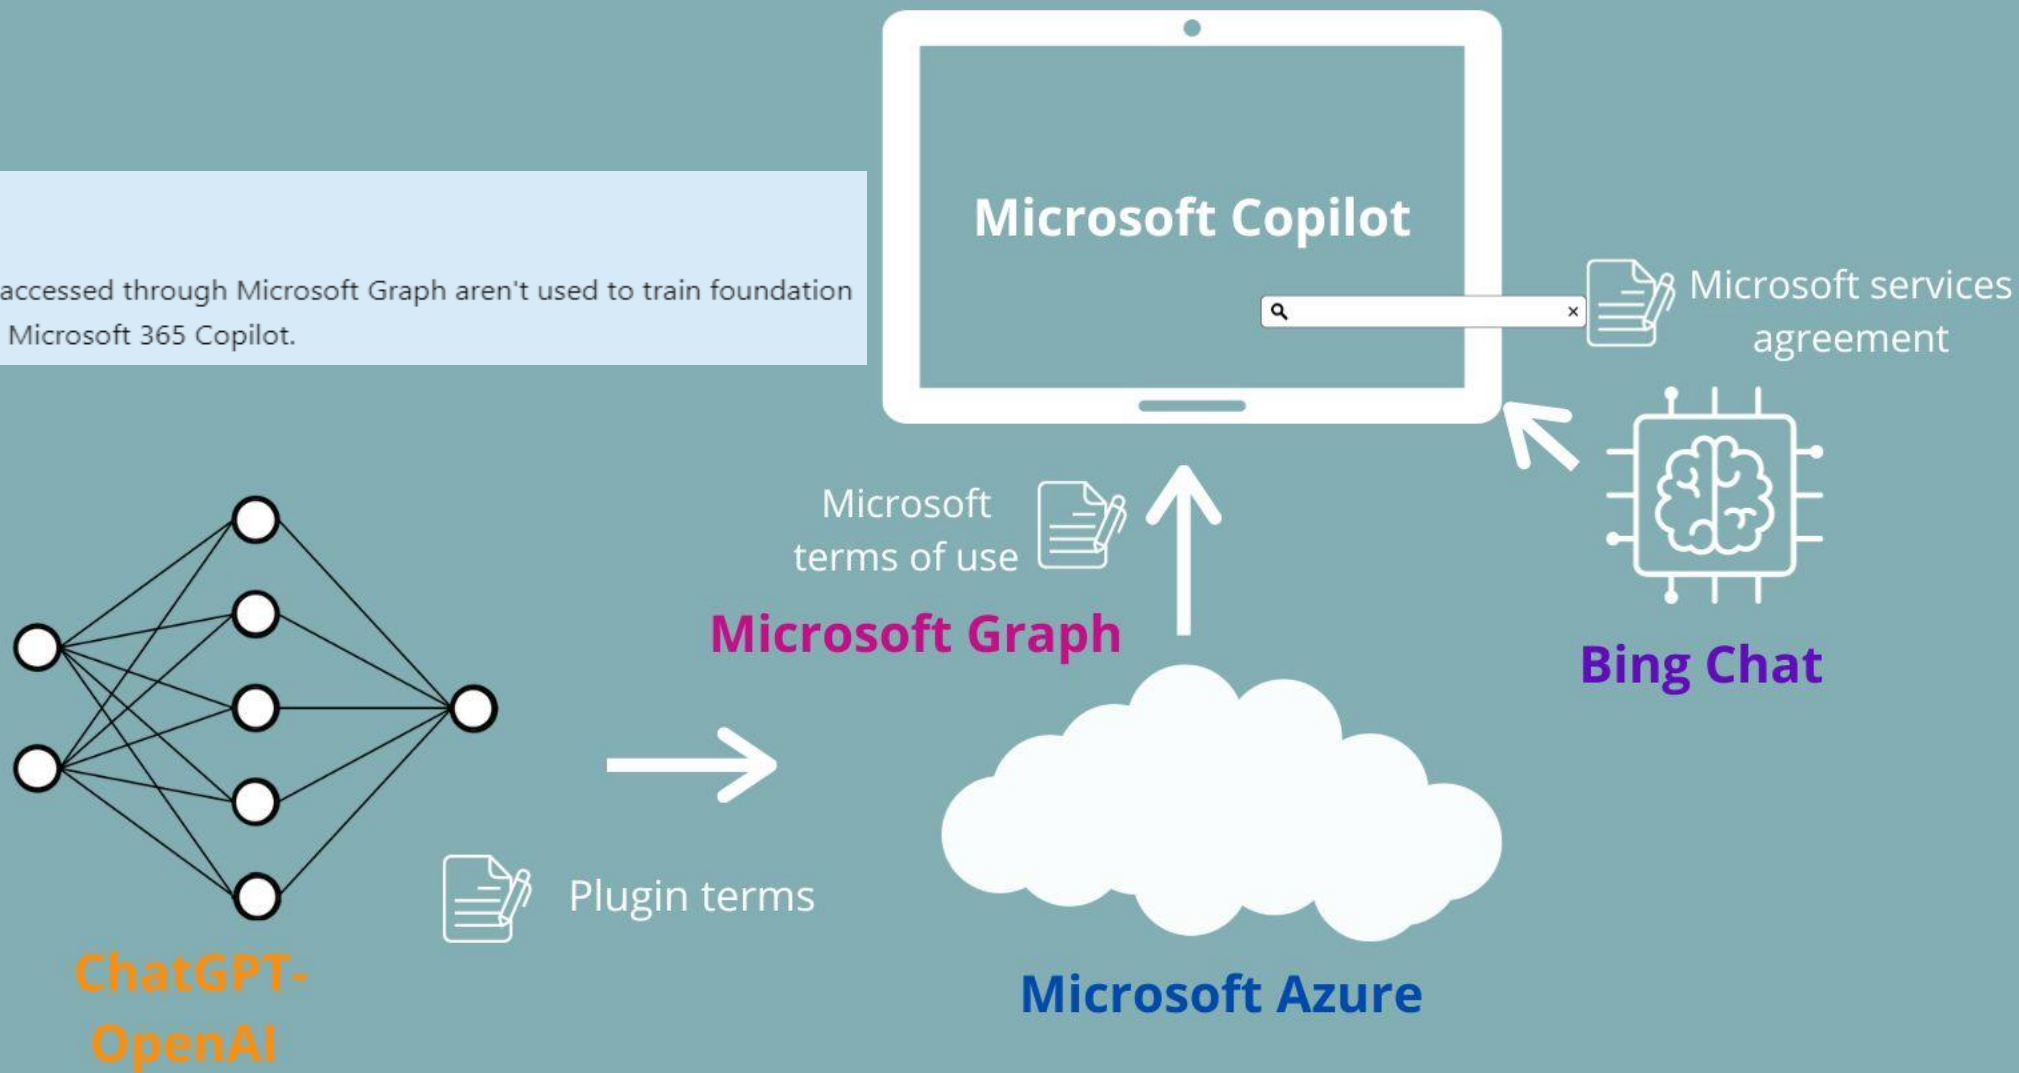 Microsoft Copilot
accessed through Microsoft Graph aren't used to train foundation
Microsoft 365 Copilot.
Microsoft services
agreement
Microsoft
terms of use
Microsoft Graph
Bing Chat
Plugin terms
ChatGPT-
OpenAI
Microsoft Azure